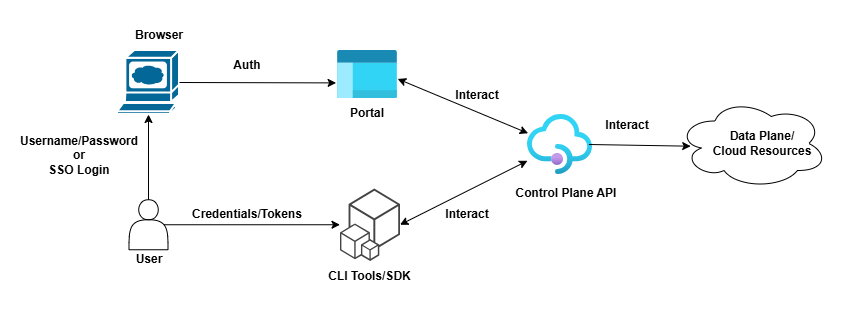 Browser
Auth
Portal
Interact
Username/Password
or
SSO Login
Interact
Data Plane/
Cloud Resources
Control Plane API
Credentials/Tokens
Interact
User
CLI Tools/SDK